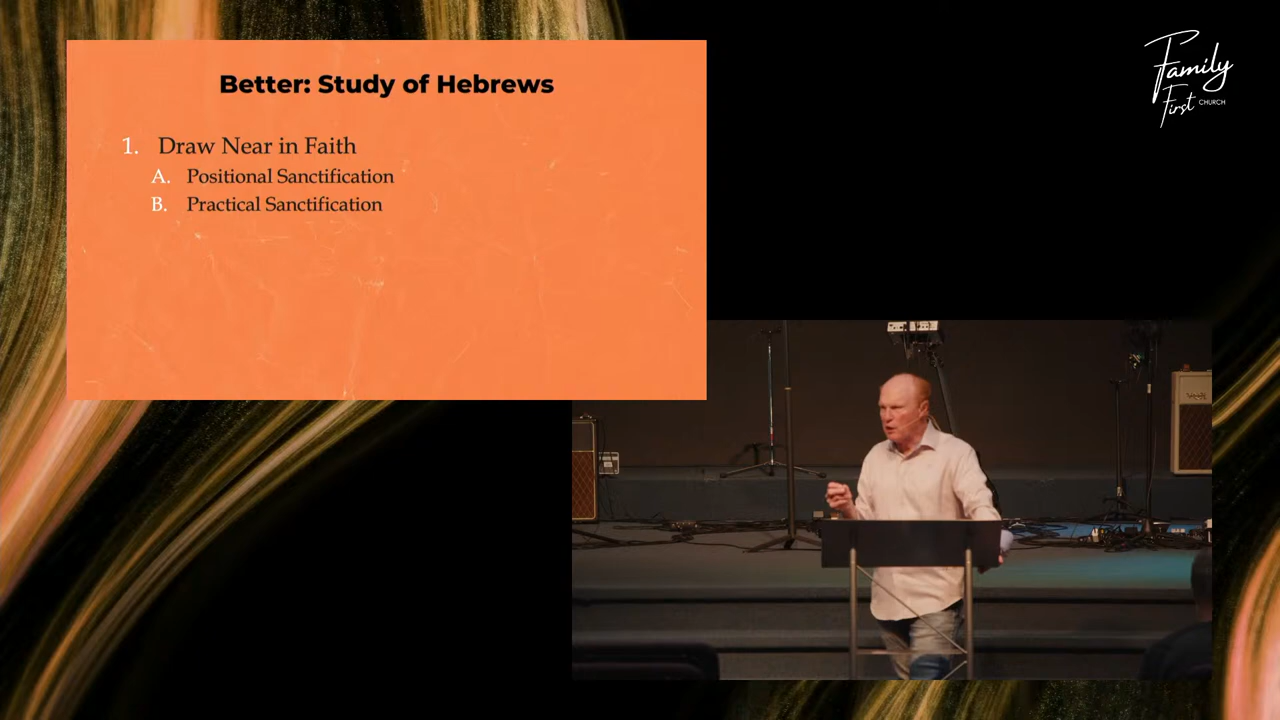 Better: Study of Hebrews
1. Draw Near in Faith
A. Positional Sanctification
B. Practical Sanctification
Family
First CHURCH